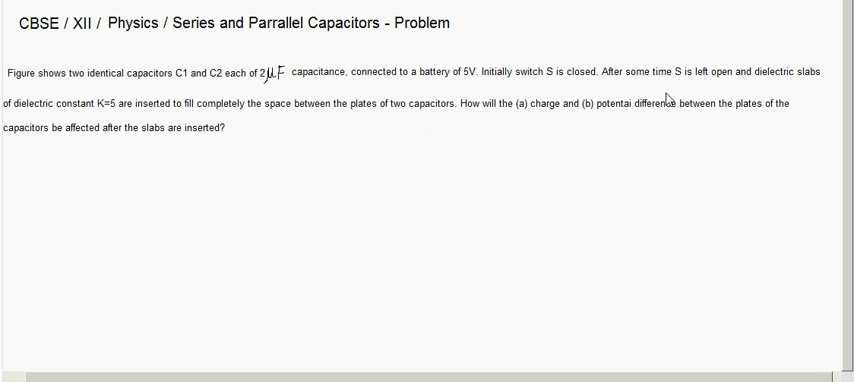 CBSE / XII / Physics / Series and Parrallel Capacitors - Problem
Figure shows two identical capacitors C1 and C2 each of 2μF capacitance, connected to a battery of 5V. Initially switch S is closed. After some time S is left open and dielectric slabs
of dielectric constant K=5 are inserted to fill completely the space between the plates of two capacitors. How will the (a) charge and (b) potentai difference between the plates of the
capacitors be affected after the slabs are inserted?